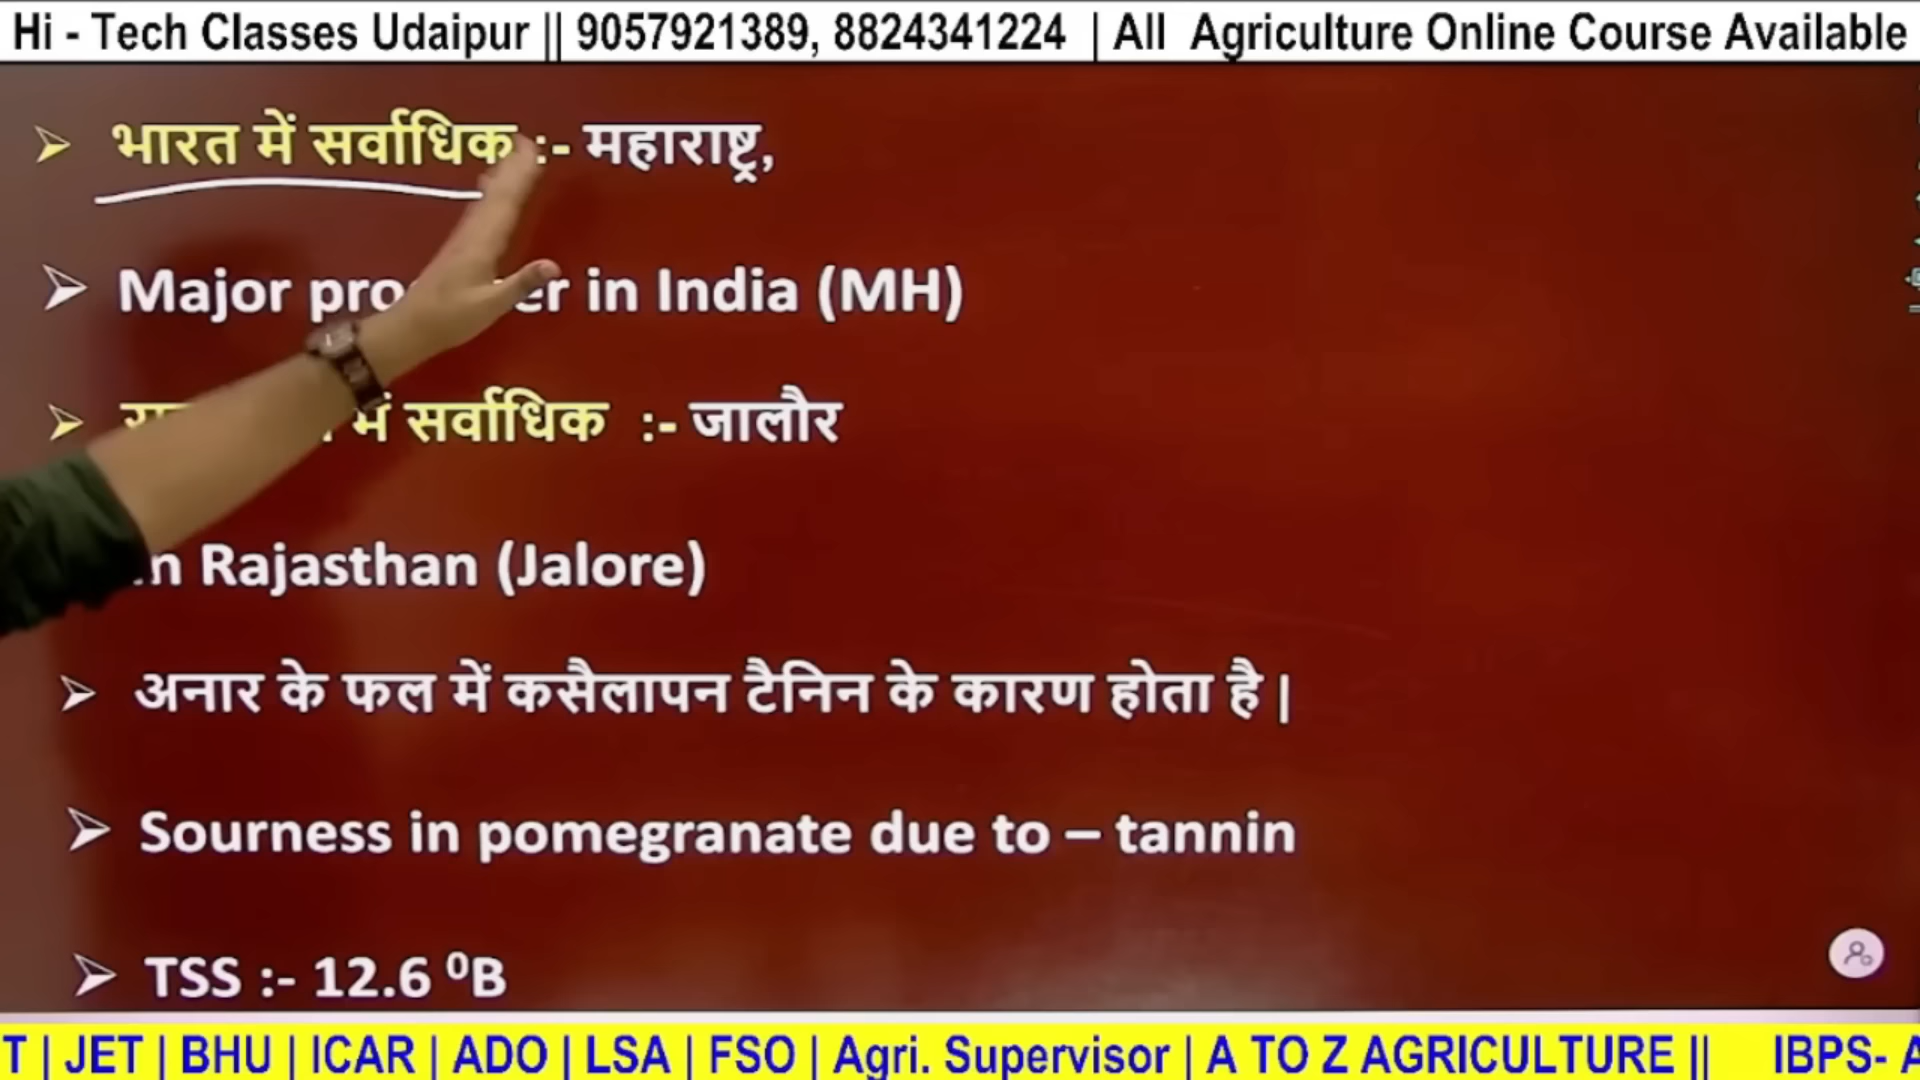 Hi - Tech Classes Udaipur || 9057921389, 8824341224 | All Agriculture Online Course Available
➢ भारत में सर्वाधिक :- महाराष्ट्र,
➢ Major in India (MH)
➢ में सर्वाधिक :- जालौर
Rajasthan (Jalore)
➢ अनार के फल में कसैलापन टैनिन के कारण होता है |
➢ Sourness in pomegranate due to – tannin
➢ TSS :- 12.6 ⁰B
T | JET | BHU | ICAR | ADO | LSA | FSO | Agri. Supervisor | A TO Z AGRICULTURE || IBPS- A